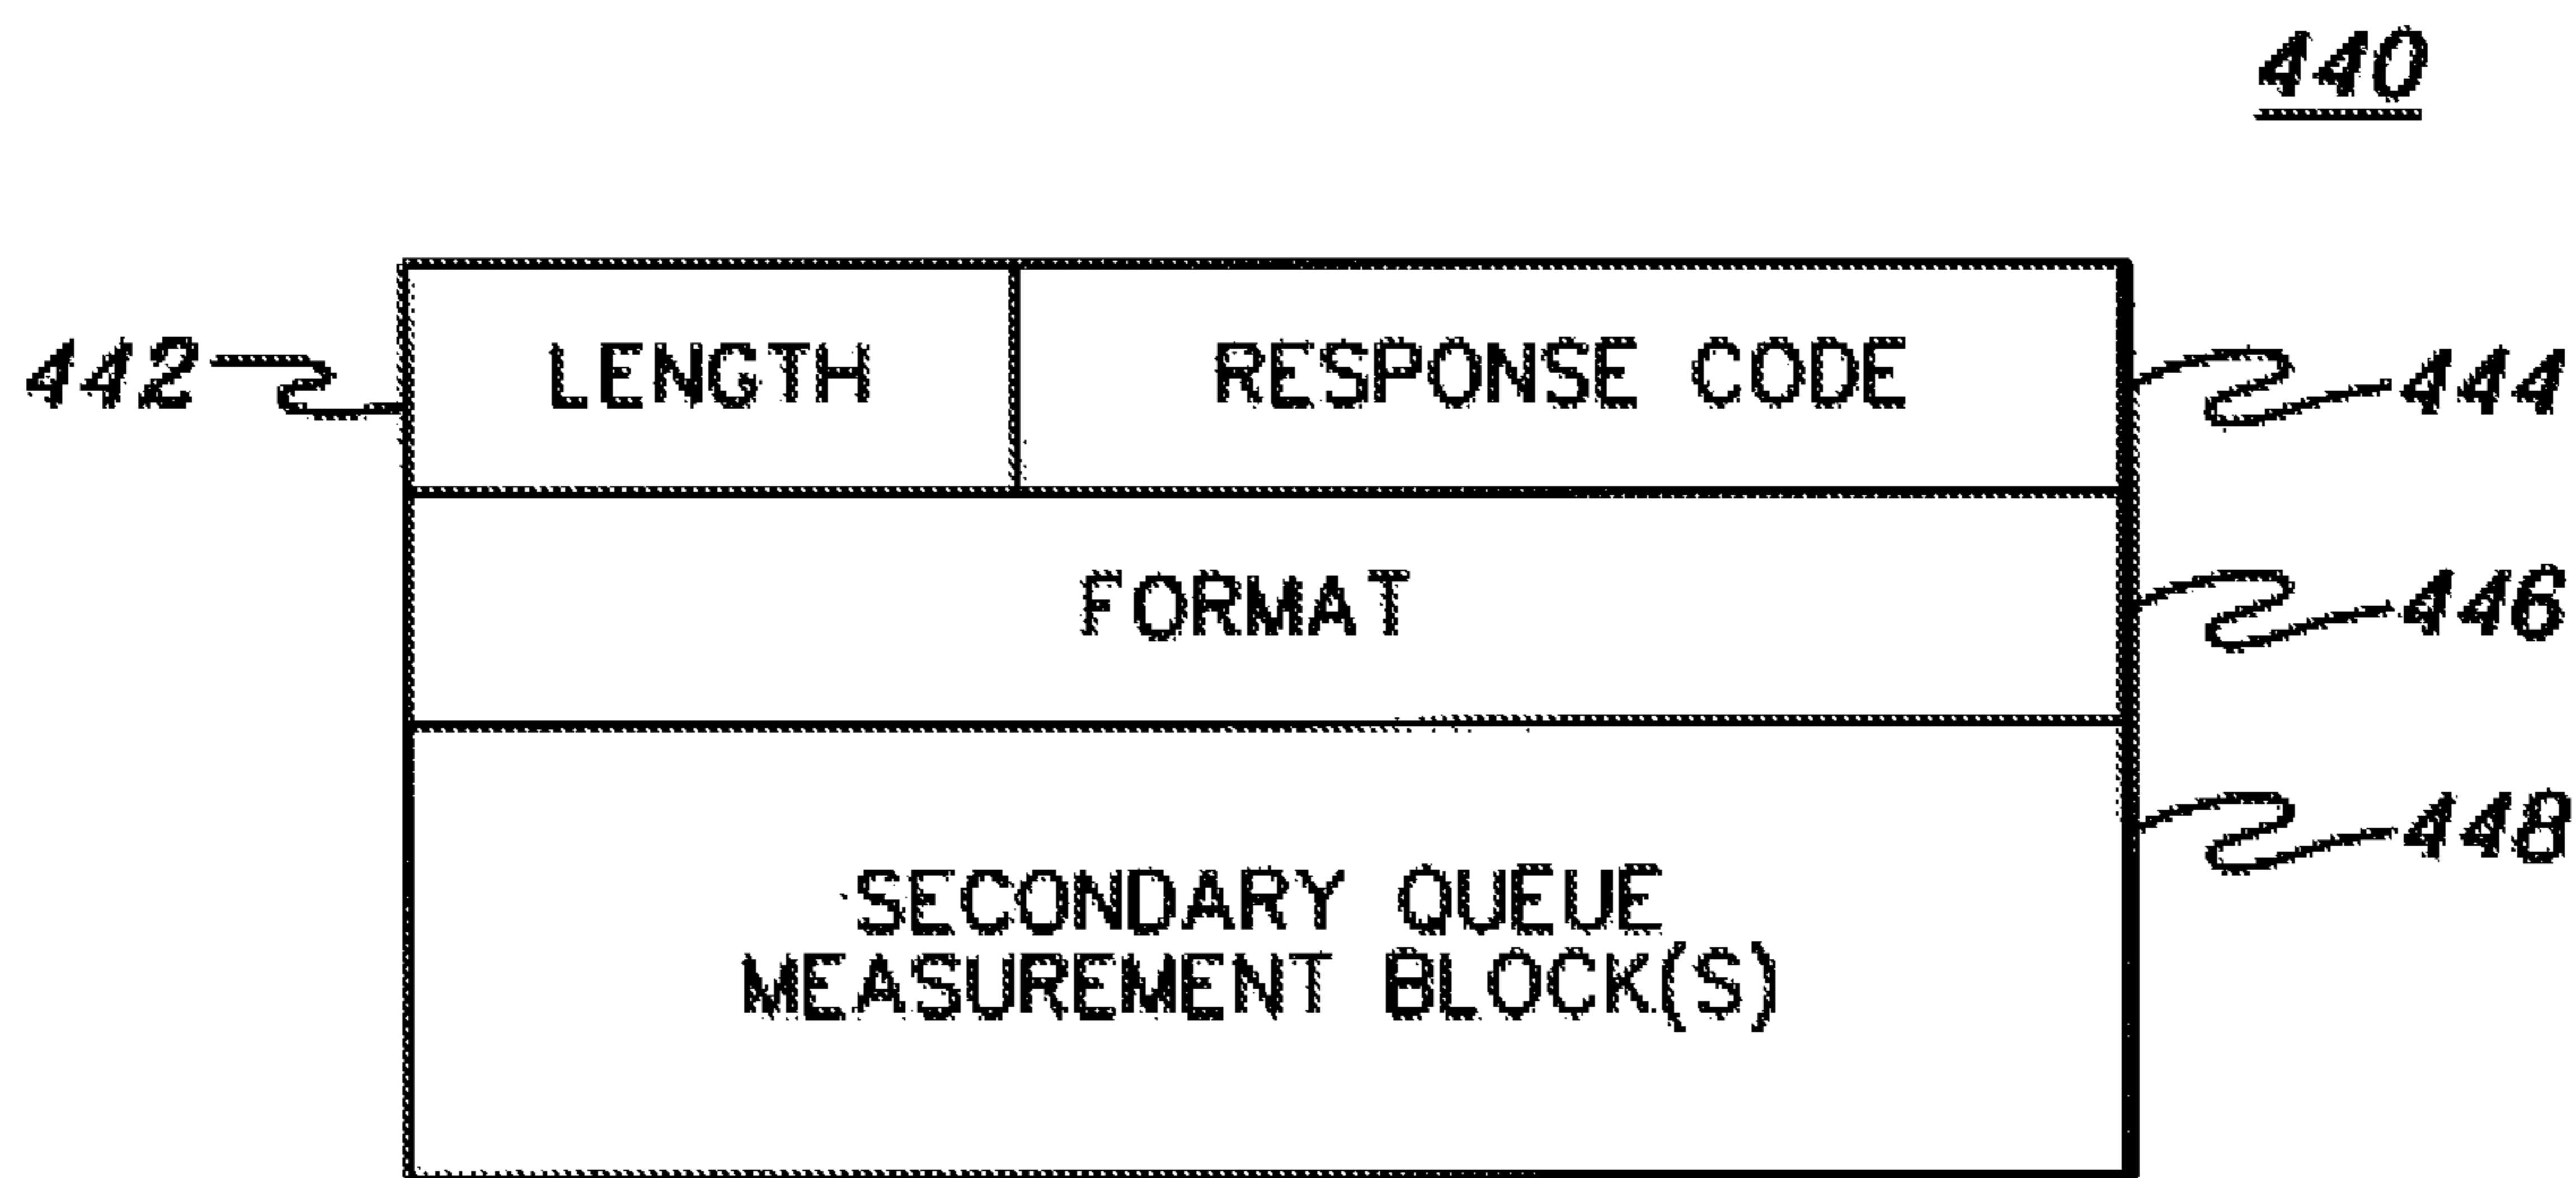 440
442 LENGTH RESPONSE CODE 444
FORMAT 446
448
SECONDARY QUEUE
MEASUREMENT BLOCK(S)